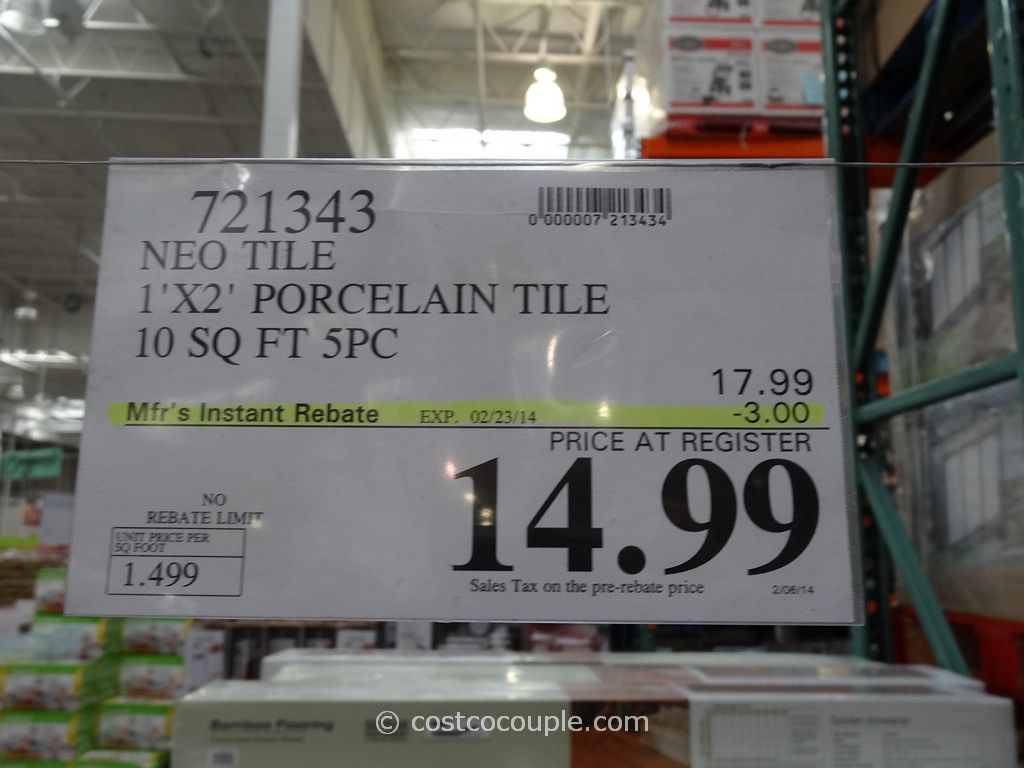 721343
0 000007 213434
NEO TILE
1'X2' PORCELAIN TILE
10 SQ FT 5PC
17.99
Mfr's Instant Rebate EXP. 02/23/14 -3.00
PRICE AT REGISTER
14.99
NO
REBATE LIMIT
UNIT PRICE PER
SQ FOOT
1.499
Sales Tax on the pre-rebate price
2/06/14
Bamboo Flooring
© costcocouple.com